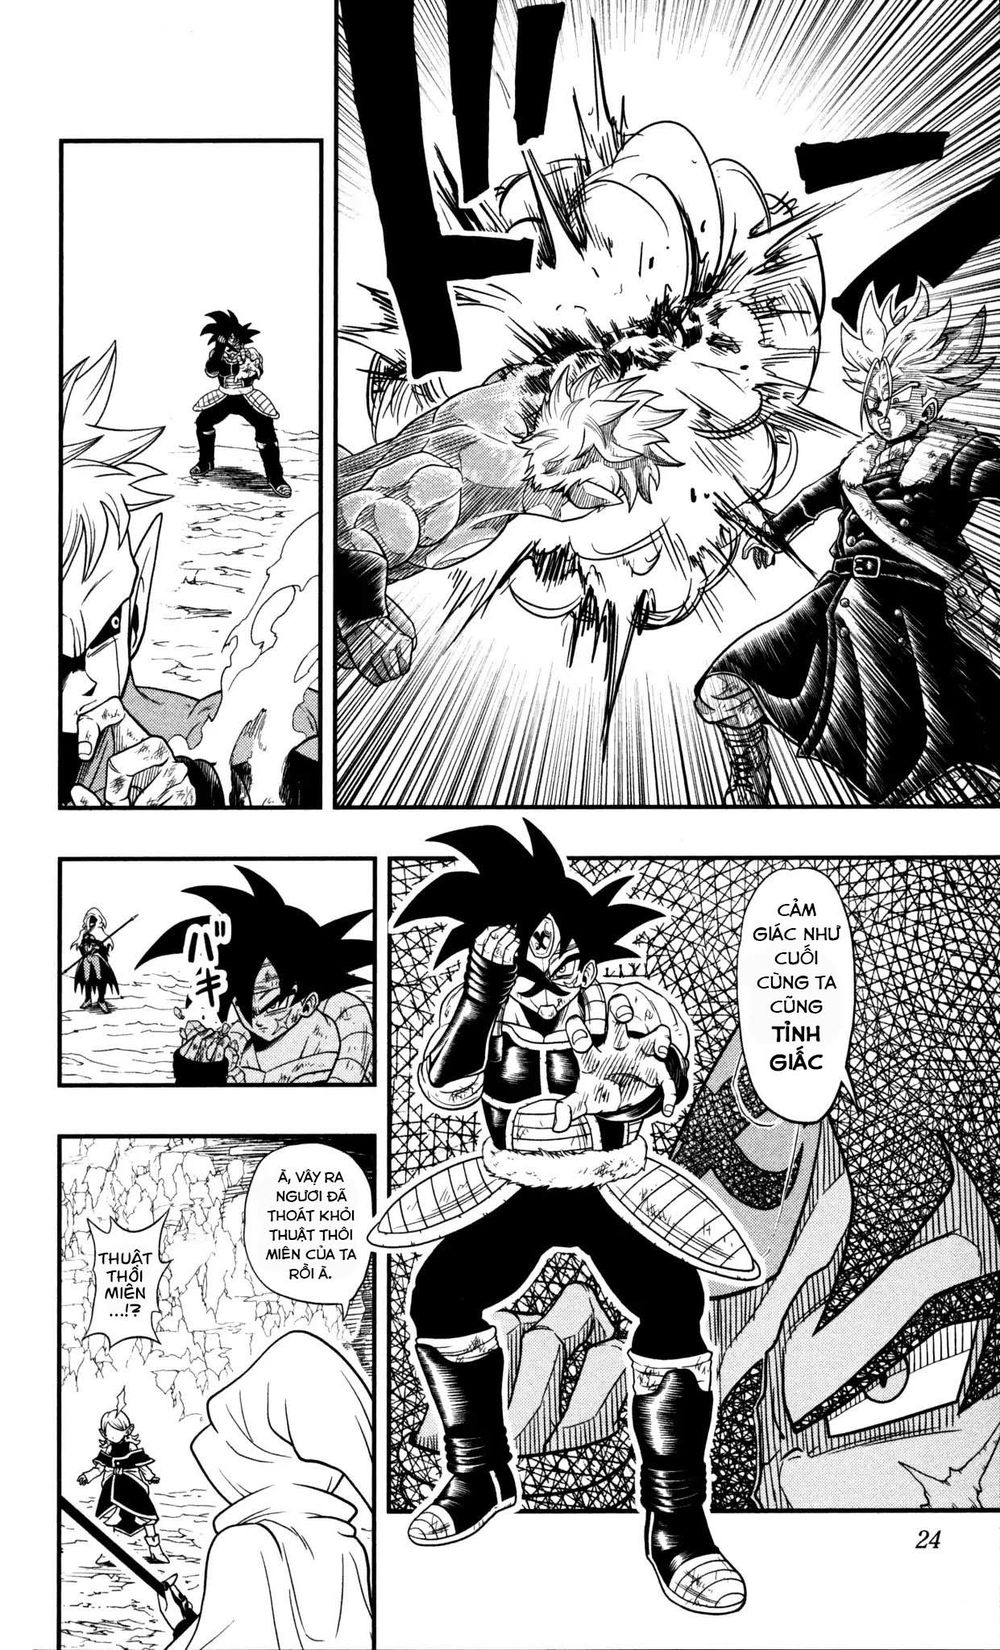 CẢM
GIÁC NHƯ
CUỐI
CÙNG TA
CŨNG
TỈNH
GIẤC
バキ
À, VẬY RA
NGƯƠI ĐÃ
THOÁT KHỎI
THUẬT THÔI
MIÊN CỦA TA
RỒI À.
THUẬT
THÔI
MIÊN
...!?
24